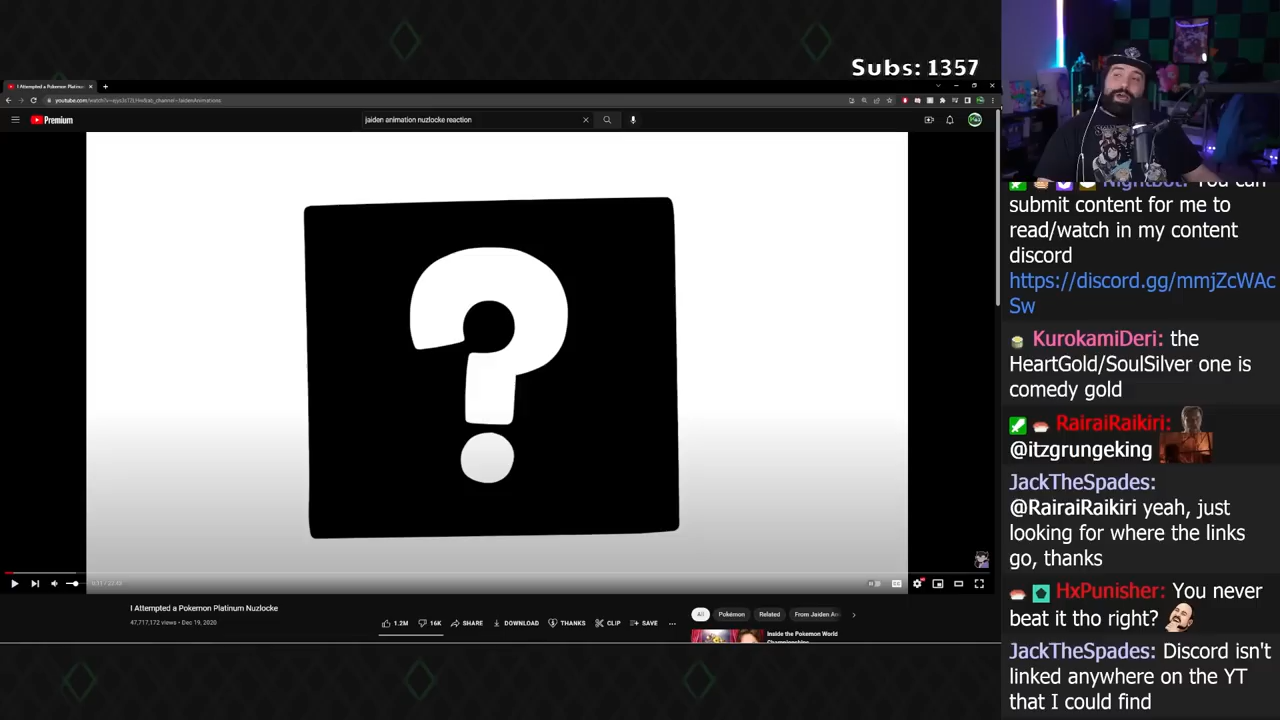 Subs: 1357
I Attempted a Pokemon Platinum
Premium
jaiden animation nuzlocke reaction
?
I Attempted a Pokemon Platinum Nuzlocke
47,717,172 views • Dec 19, 2020
1.2M
16K
SHARE
DOWNLOAD
THANKS
CLIP
SAVE
All
Pokémon
Related
From Jaiden
Inside the Pokemon World
Nightbot: You can
submit content for me to
read/watch in my content
discord
https://discord.gg/mmjZcWAc
Sw
KurokamiDeri: the
HeartGold/SoulSilver one is
comedy gold
RairaiRaikiri:
@itzgrungeking
JackTheSpades:
@RairaiRaikiri yeah, just
looking for where the links
go, thanks
HxPunisher: You never
beat it tho right?
JackTheSpades: Discord isn't
linked anywhere on the YT
that I could find